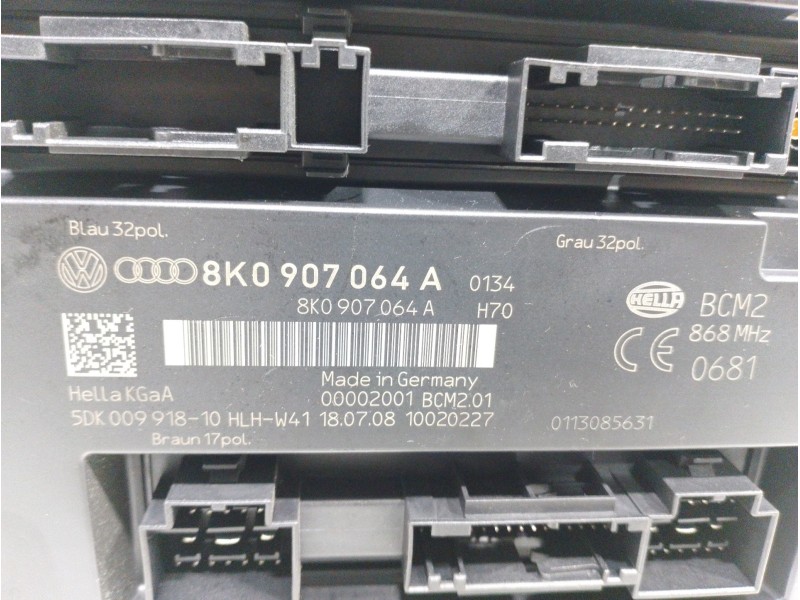 Blau 32pol.
Grau 32pol.
8K0 907 064 A 0134
8K0 907 064 A H70
HELLA BCM2
868 MHz
CE 0681
Made in Germany
Hella KGaA 00002001 BCM2.01
5DK 009 918-10 HLH-W41 18.07.08 10020227
0113085631
Braun 17pol.